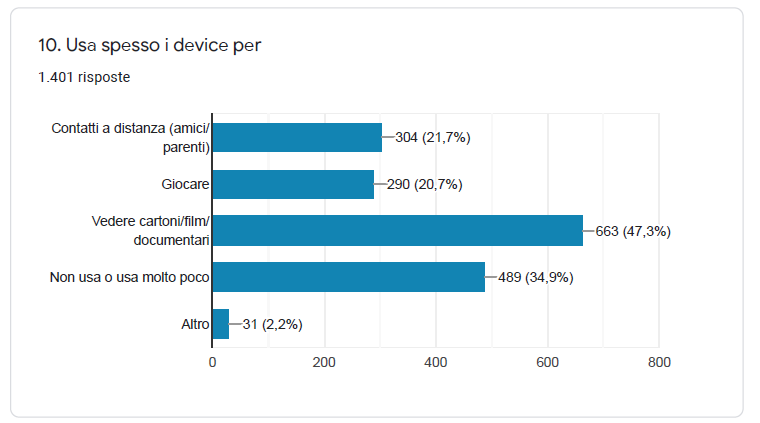 10. Usa spesso i device per
1.401 risposte
Contatti a distanza (amici/
parenti)
304 (21,7%)
Giocare
290 (20,7%)
Vedere cartoni/film/
documentari
663 (47,3%)
Non usa o usa molto poco
489 (34,9%)
Altro
31 (2,2%)
0
200
400
600
800